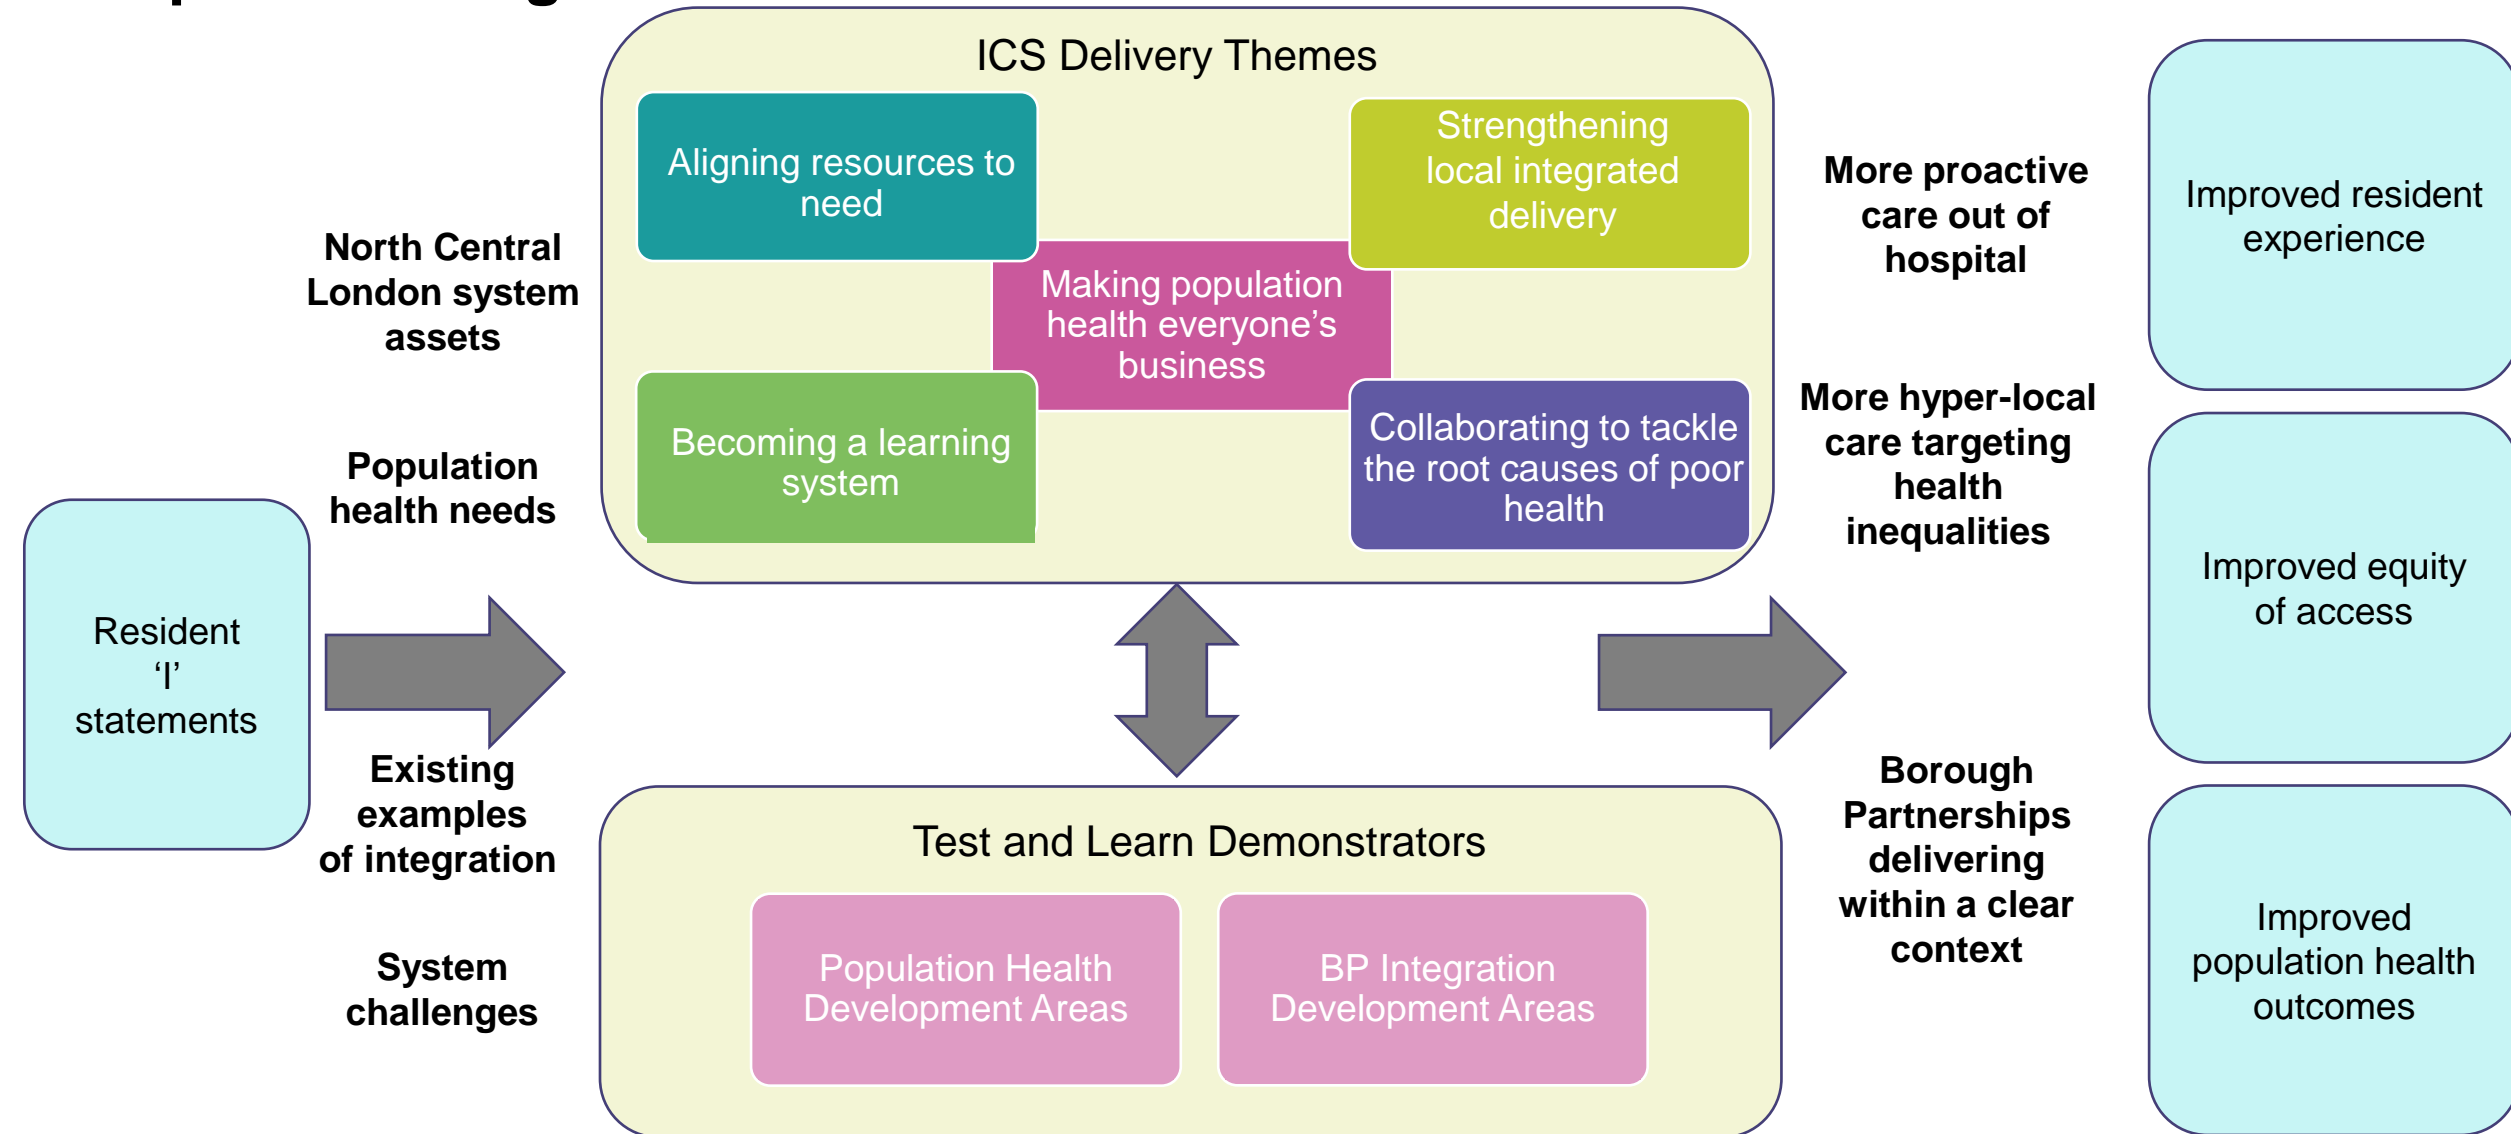 ICS Delivery Themes
Aligning resources to
need
Strengthening
local integrated
delivery
Making population
health everyone’s
business
Becoming a learning
system
Collaborating to tackle
the root causes of poor
health
North Central
London system
assets
Population
health needs
Resident
‘I’
statements
Existing
examples
of integration
System
challenges
Test and Learn Demonstrators
Population Health
Development Areas
BP Integration
Development Areas
More proactive
care out of
hospital
More hyper-local
care targeting
health
inequalities
Borough
Partnerships
delivering
within a clear
context
Improved resident
experience
Improved equity
of access
Improved
population health
outcomes